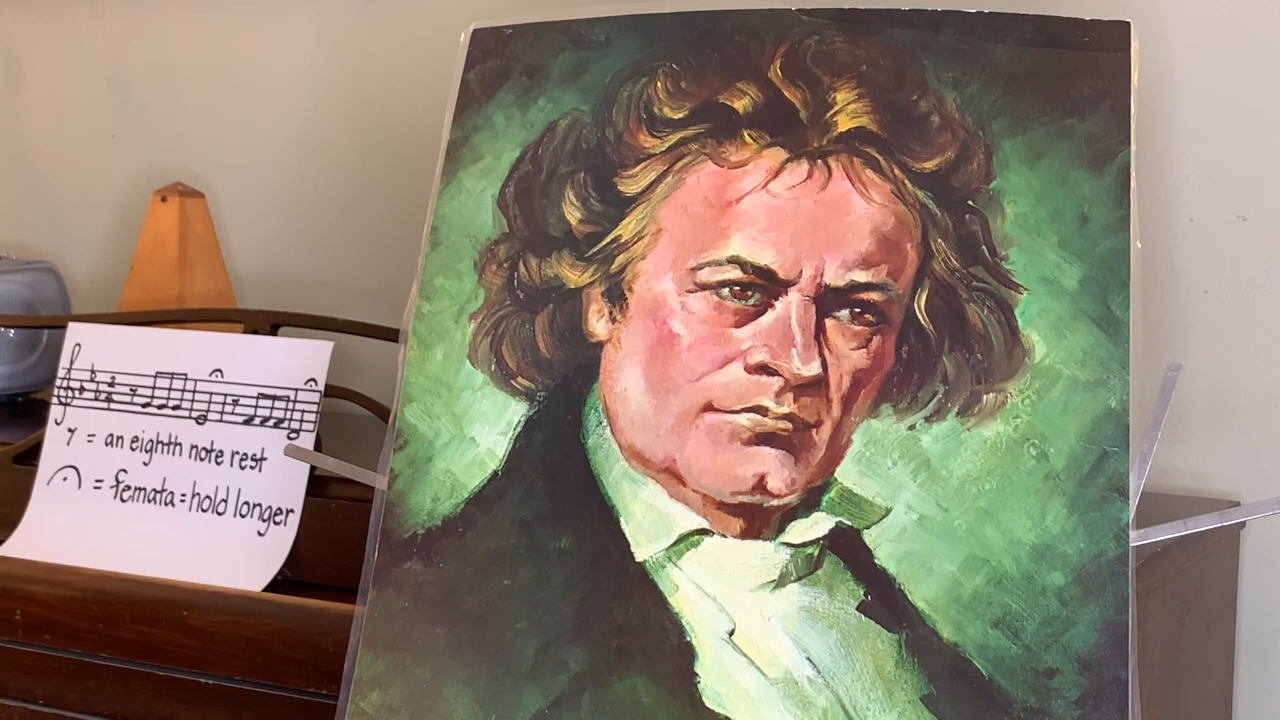 𝄾 = an eighth note rest
𝄐 = femata = hold longer